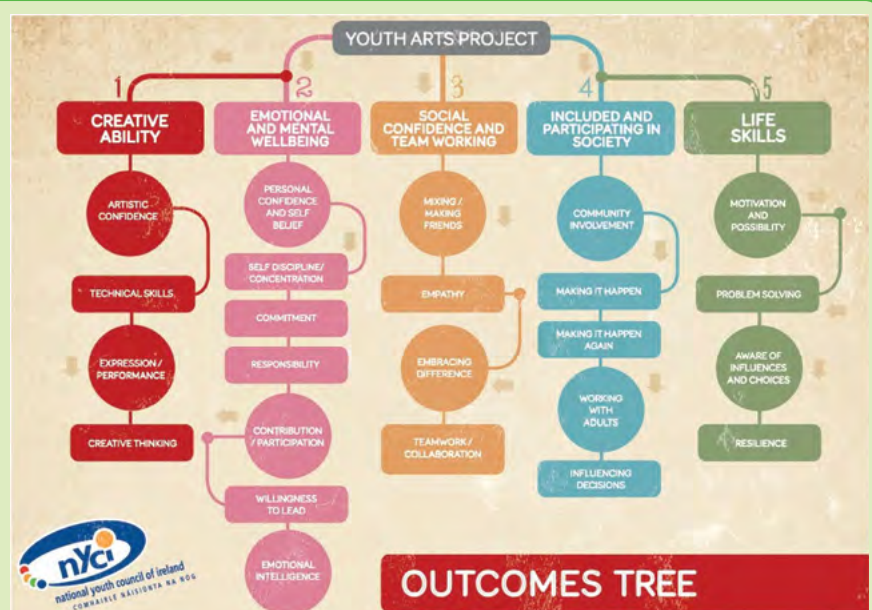 YOUTH ARTS PROJECT
1
CREATIVE
ABILITY
ARTISTIC
CONFIDENCE
TECHNICAL SKILLS
EXPRESSION /
PERFORMANCE
CREATIVE THINKING
2
EMOTIONAL
AND MENTAL
WELLBEING
PERSONAL
CONFIDENCE
AND SELF
BELIEF
SELF DISCIPLINE/
CONCENTRATION
COMMITMENT
RESPONSIBILITY
CONTRIBUTION
/ PARTICIPATION
WILLINGNESS
TO LEAD
EMOTIONAL
INTELLIGENCE
3
SOCIAL
CONFIDENCE AND
TEAM WORKING
MIXING /
MAKING
FRIENDS
EMPATHY
EMBRACING
DIFFERENCE
TEAMWORK /
COLLABORATION
4
INCLUDED AND
PARTICIPATING IN
SOCIETY
COMMUNITY
INVOLVEMENT
MAKING IT HAPPEN
MAKING IT HAPPEN
AGAIN
WORKING
WITH
ADULTS
INFLUENCING
DECISIONS
5
LIFE
SKILLS
MOTIVATION
AND
POSSIBILITY
PROBLEM SOLVING
AWARE OF
INFLUENCES
AND CHOICES
RESILIENCE
nyci
national youth council of ireland
COMHAIRLE NÁISIÚNTA NA NÓG
OUTCOMES TREE